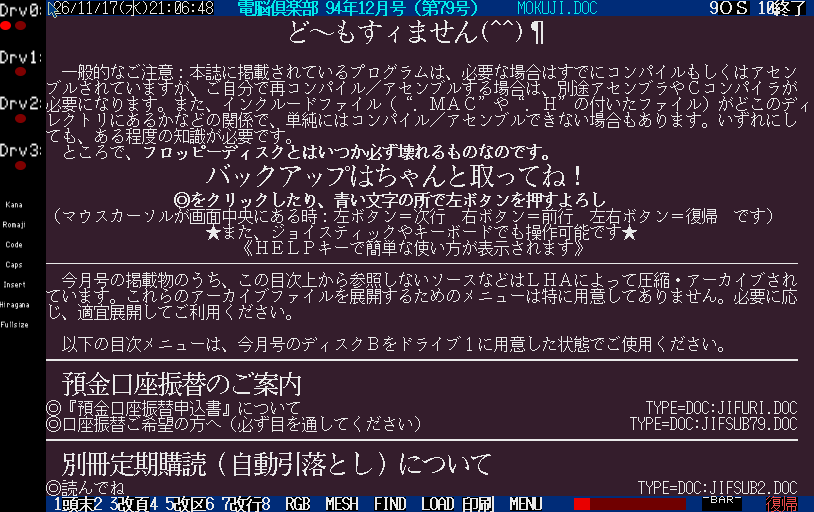 Drv0:
Drv1:
Drv2:
Drv3:
Kana
Romaji
Code
Caps
Insert
Hiragana
Fullsize
26/11/17(水)21:06:48 電脳倶楽部 94年12月号（第79号） MOKUJI.DOC 9OS 10終了
ど～もすィません(^^)¶
一般的なご注意：本誌に掲載されているプログラムは、必要な場合はすでにコンパイルもしくはアセン
ブルされていますが、ご自分で再コンパイル／アセンブルする場合は、別途アセンブラやＣコンパイラが
必要になります。また、インクルードファイル（“．ＭＡＣ”や“．Ｈ”の付いたファイル）がどこのディ
レクトリにあるかなどの関係で、単純にはコンパイル／アセンブルできない場合もあります。いずれにし
ても、ある程度の知識が必要です。
ところで、フロッピーディスクとはいつか必ず壊れるものなのです。
バックアップはちゃんと取ってね！
◎をクリックしたり、青い文字の所で左ボタンを押すよろし
（マウスカーソルが画面中央にある時：左ボタン＝次行　右ボタン＝前行　左右ボタン＝復帰　です）
★また、ジョイスティックやキーボードでも操作可能です★
《ＨＥＬＰキーで簡単な使い方が表示されます》
今月号の掲載物のうち、この目次上から参照しないソースなどはＬＨＡによって圧縮・アーカイブされ
ています。これらのアーカイブファイルを展開するためのメニューは特に用意してありません。必要に応
じ、適宜展開してご利用ください。
以下の目次メニューは、今月号のディスクＢをドライブ１に用意した状態でご使用ください。
預金口座振替のご案内
◎『預金口座振替申込書』について TYPE=DOC:JIFURI.DOC
◎口座振替ご希望の方へ（必ず目を通してください） TYPE=DOC:JIFSUB79.DOC
別冊定期購読（自動引落とし）について
◎読んでね TYPE=DOC:JIFSUB2.DOC
1頭末2 3改頁4 5改区6 7改行8 RGB MESH FIND LOAD 印刷 MENU -BAR- 復帰